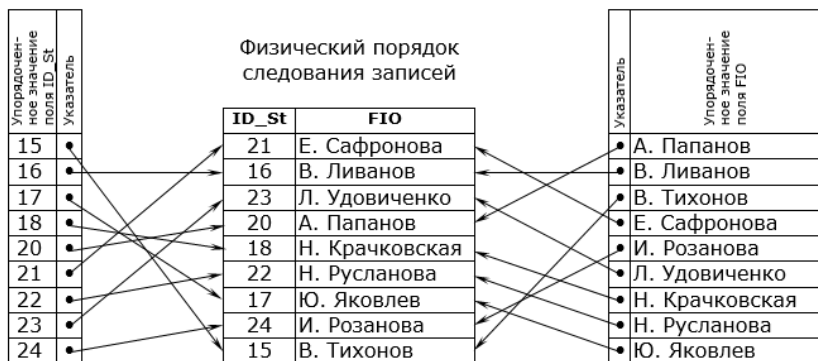 Упорядочен-
ное значение
поля ID_St
Указатель
Физический порядок
следования записей
Указатель
Упорядочен-
ное значение
поля FIO
ID_St FIO
15 21 Е. Сафронова А. Папанов
16 16 В. Ливанов В. Ливанов
17 23 Л. Удовиченко В. Тихонов
18 20 А. Папанов Е. Сафронова
20 18 Н. Крачковская И. Розанова
21 22 Н. Русланова Л. Удовиченко
22 17 Ю. Яковлев Н. Крачковская
23 24 И. Розанова Н. Русланова
24 15 В. Тихонов Ю. Яковлев